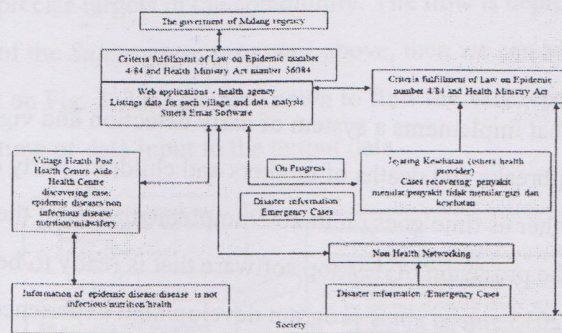 The goverment of Malang regency
Criteria fulfillment of Law on Epidemic number
4/84 and Health Ministry Act number 560/84
Web applications - health agency
Listings data for each village and data analysis
Sutera Emas Software
Criteria fulfillment of Law on Epidemic
number 4/84 and Health Ministry Act
Village Health Post
Health Centre Aide
Health Centre
discovering case:
epidemic diseases/non
infectious disease/
nutrition/midwifery
On Progress
Disaster information
Emergency Cases
Jejaring Kesehatan (others health
provider)
Cases recovering: penyakit
menular/penyakit tidak menular/gizi/
kesehatan
Non Health Networking
Information of epidemic disease/disease is not
infectious/nutrition/health
Disaster information /Emergency Cases
Society